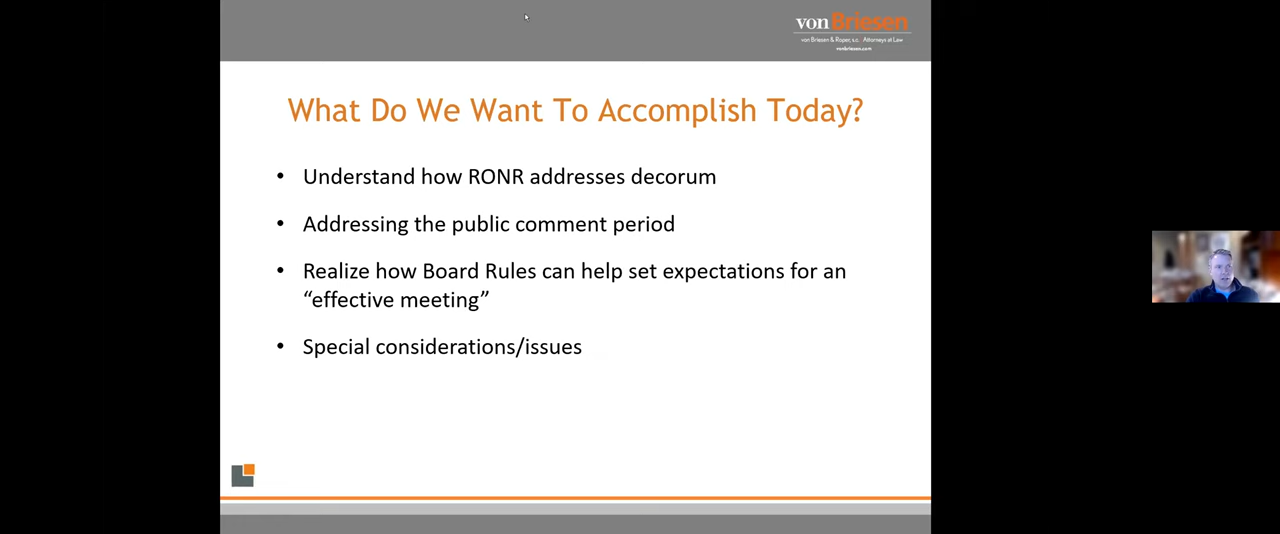 vonBriesen
von Briesen & Roper, s.c. Attorneys at Law
vonbriesen.com
What Do We Want To Accomplish Today?
• Understand how RONR addresses decorum
• Addressing the public comment period
• Realize how Board Rules can help set expectations for an
“effective meeting”
• Special considerations/issues